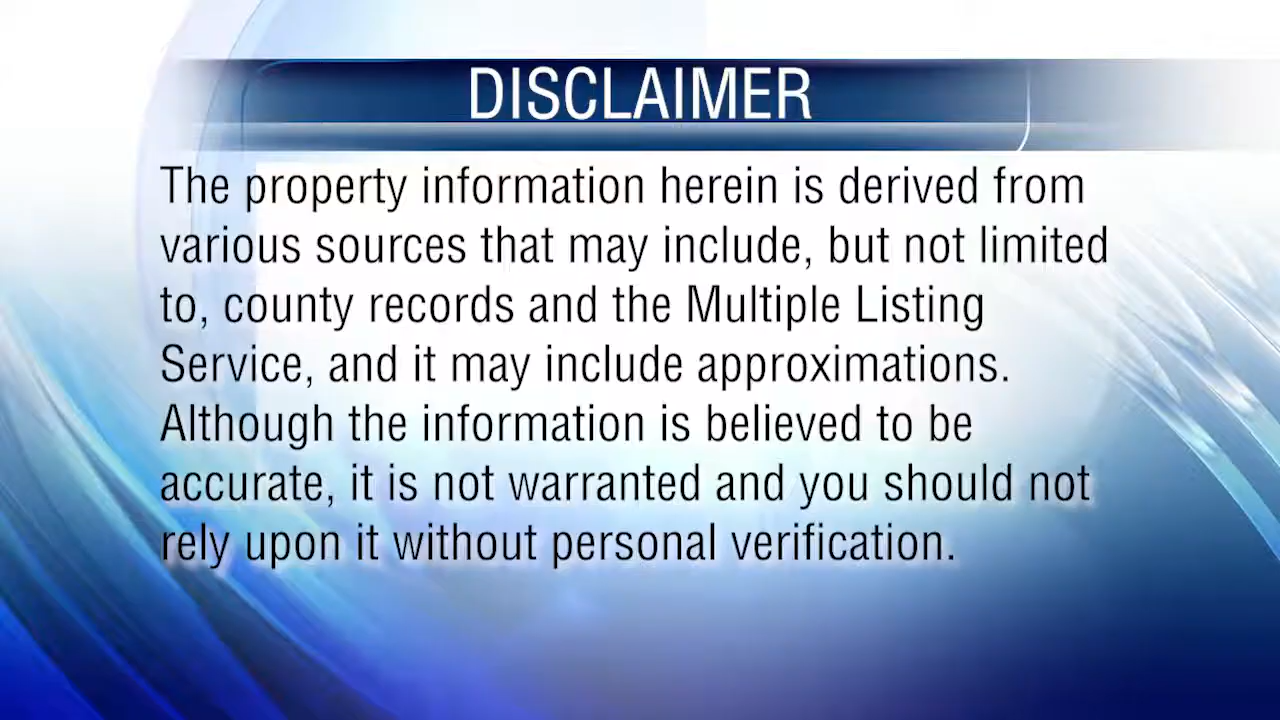 DISCLAIMER
The property information herein is derived from
various sources that may include, but not limited
to, county records and the Multiple Listing
Service, and it may include approximations.
Although the information is believed to be
accurate, it is not warranted and you should not
rely upon it without personal verification.